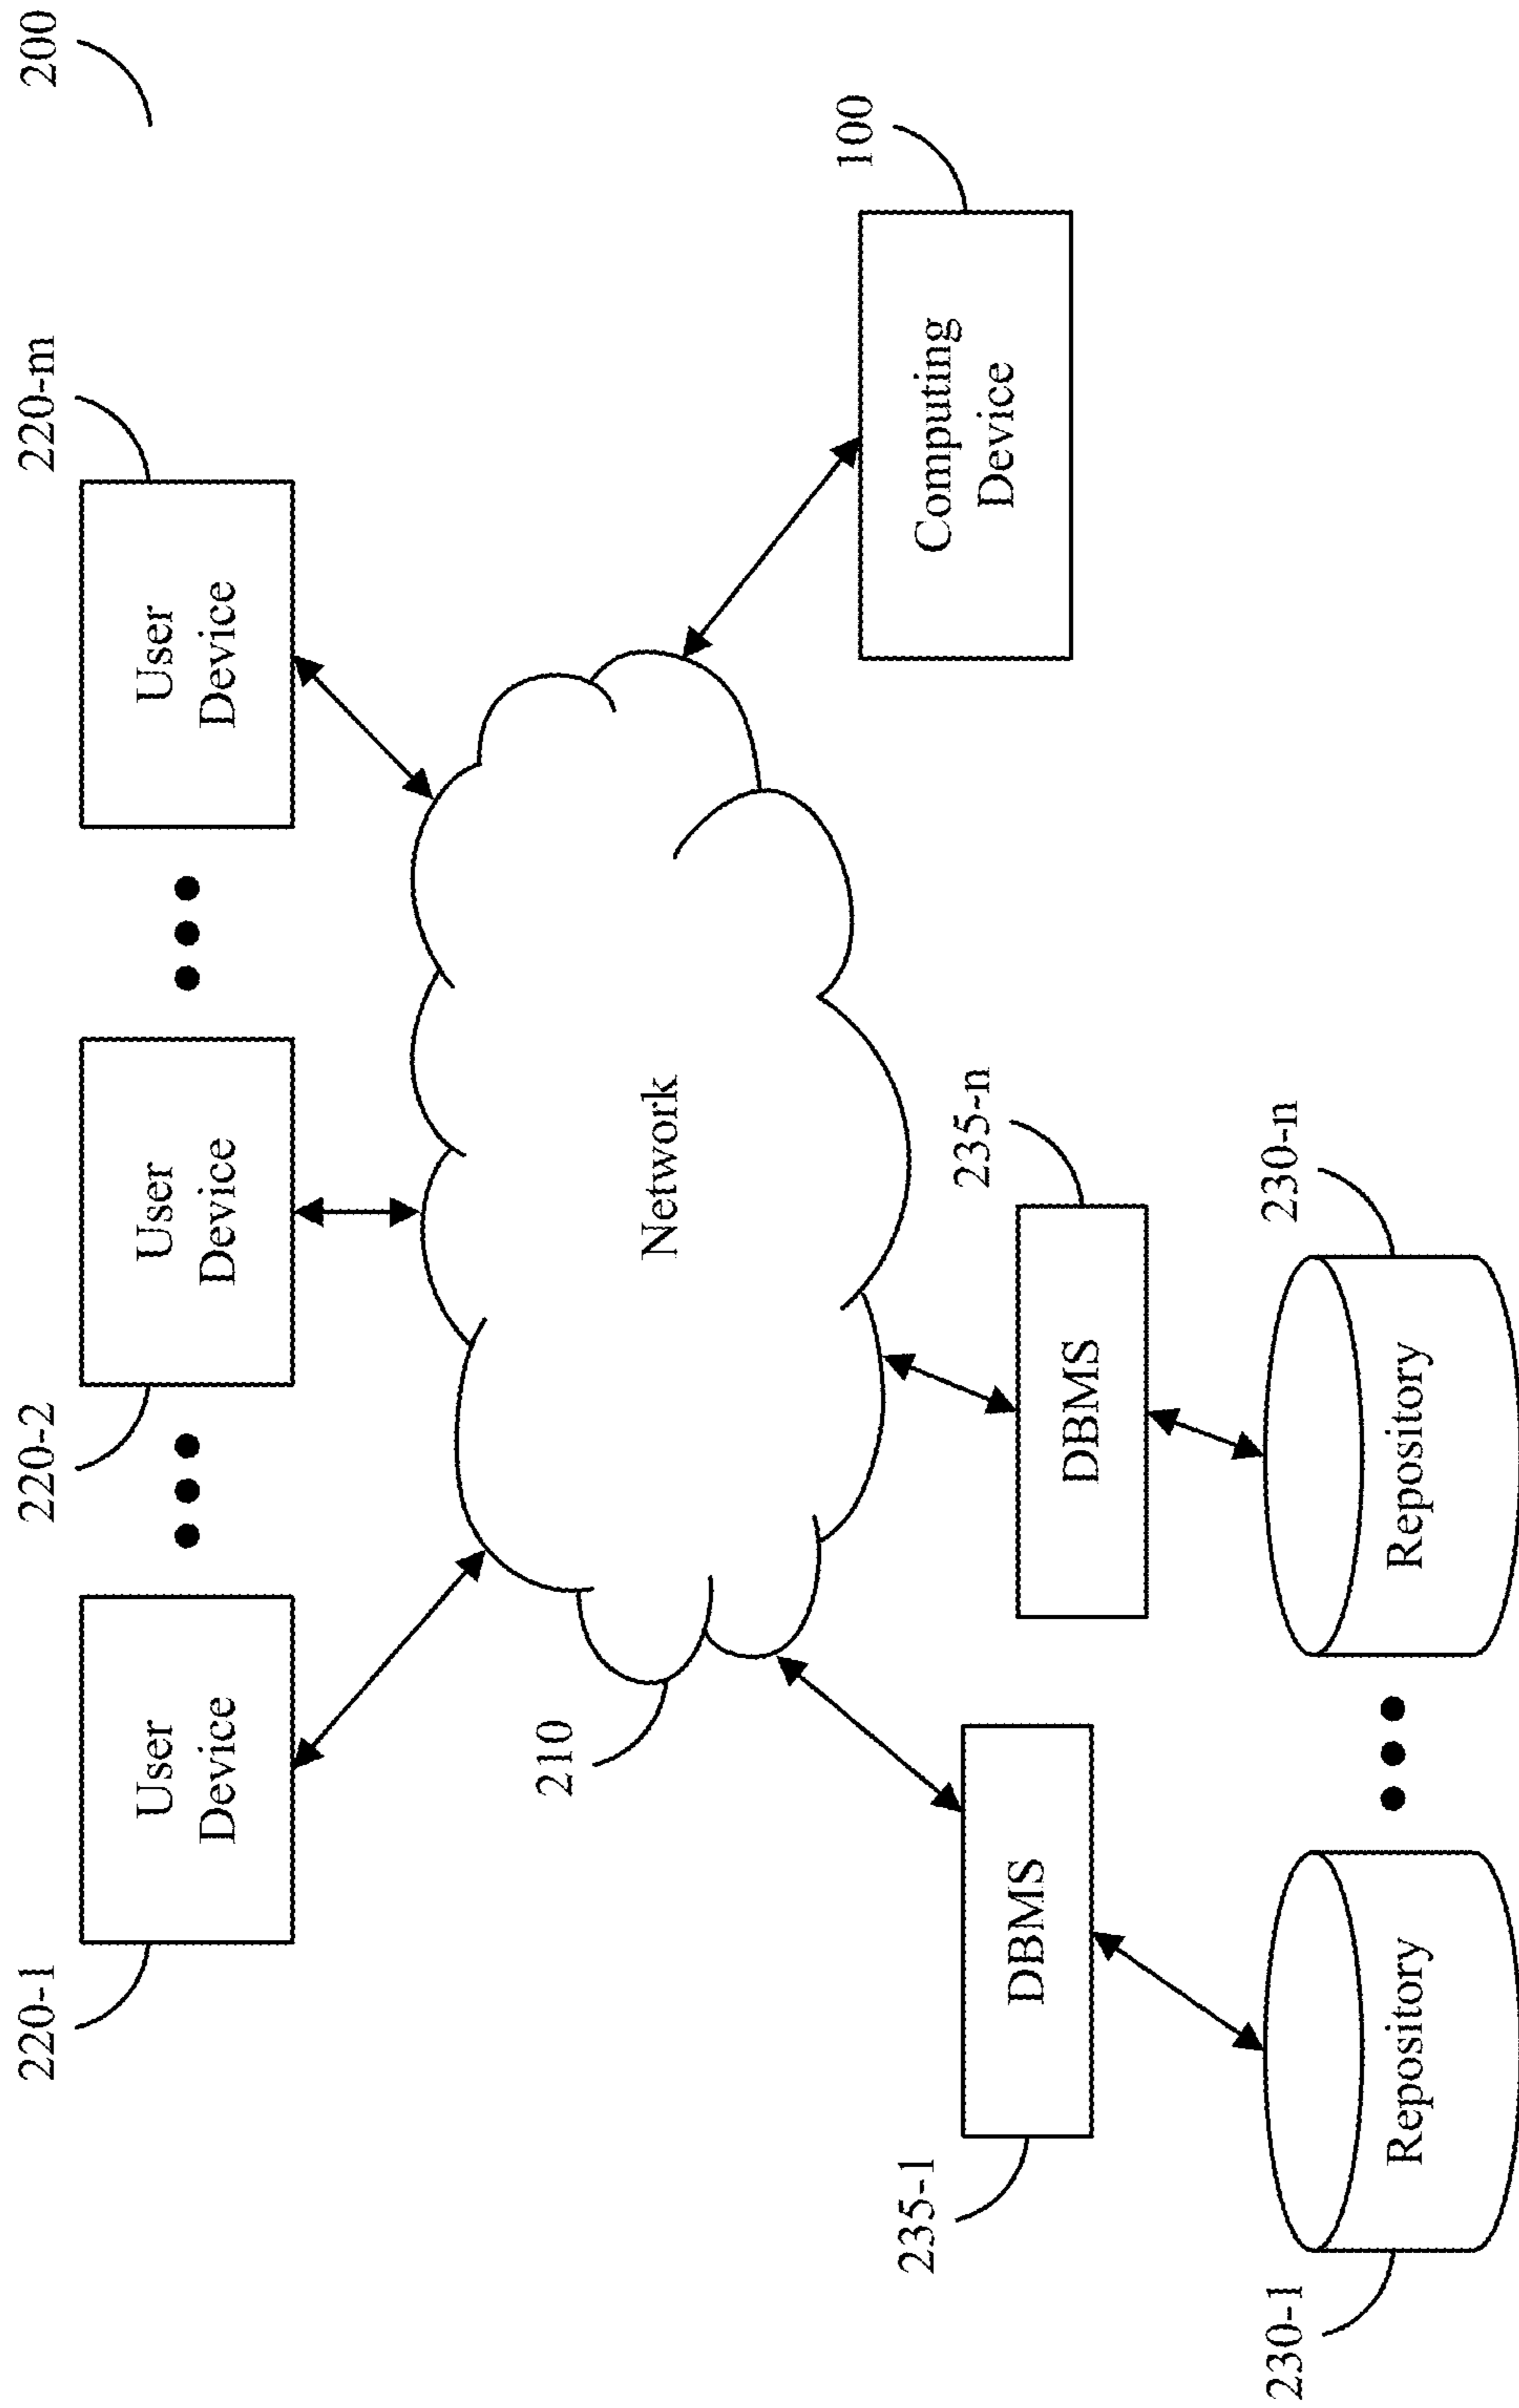 200
220-1
220-2
220-m
User
Device
User
Device
User
Device
210
Network
100
Computing
Device
235-1
DBMS
235-n
DBMS
230-1
Repository
230-n
Repository